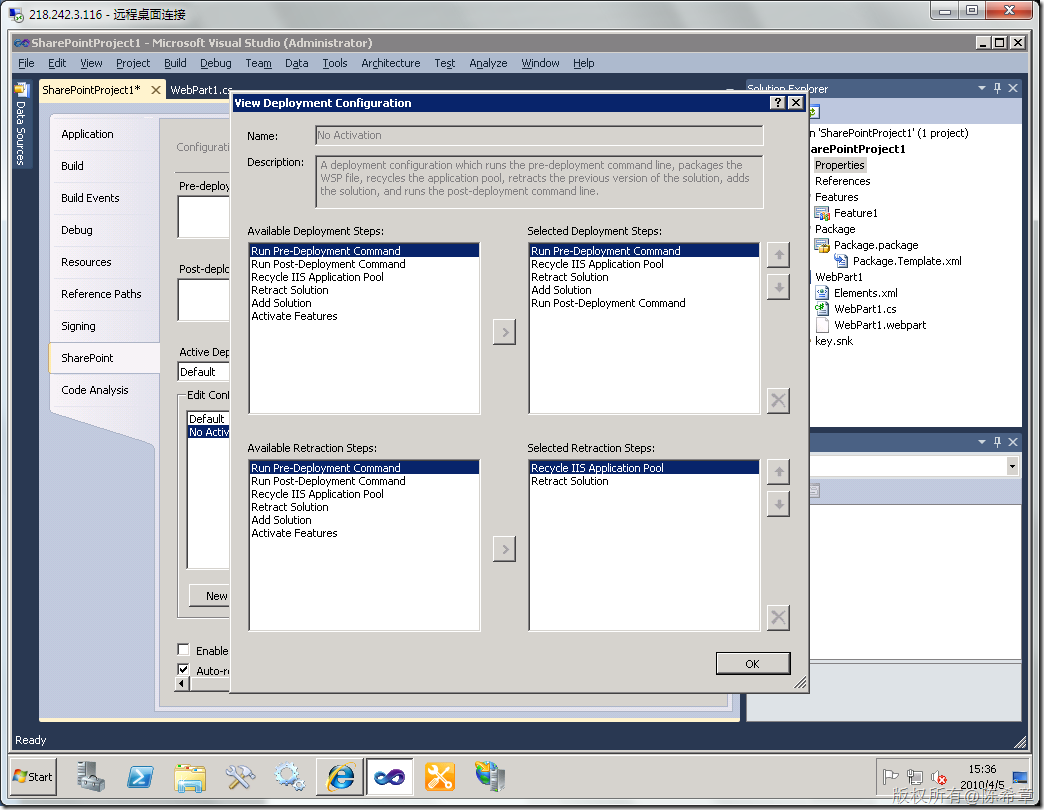 218.242.3.116 - 远程桌面连接
SharePointProject1 - Microsoft Visual Studio (Administrator)
File Edit View Project Build Debug Team Data Tools Architecture Test Analyze Window Help
Data Sources
SharePointProject1*
WebPart1.cs
Application
Build
Build Events
Debug
Resources
Reference Paths
Signing
SharePoint
Code Analysis
Configurati
Pre-deploy
Post-deplo
Active Dep
Default
Edit Conf
Default
No Activ
New
Enable
Auto-r
View Deployment Configuration
Name:
No Activation
Description:
A deployment configuration which runs the pre-deployment command line, packages the
WSP file, recycles the application pool, retracts the previous version of the solution, adds
the solution, and runs the post-deployment command line.
Available Deployment Steps:
Run Pre-Deployment Command
Run Post-Deployment Command
Recycle IIS Application Pool
Retract Solution
Add Solution
Activate Features
Selected Deployment Steps:
Run Pre-Deployment Command
Recycle IIS Application Pool
Retract Solution
Add Solution
Run Post-Deployment Command
Available Retraction Steps:
Run Pre-Deployment Command
Run Post-Deployment Command
Recycle IIS Application Pool
Retract Solution
Add Solution
Activate Features
Selected Retraction Steps:
Recycle IIS Application Pool
Retract Solution
OK
Solution Explorer
n 'SharePointProject1' (1 project)
arePointProject1
Properties
References
Features
Feature1
Package
Package.package
Package.Template.xml
WebPart1
Elements.xml
WebPart1.cs
WebPart1.webpart
key.snk
Ready
Start
15:36
2010/4/5
版权所有@陈希章